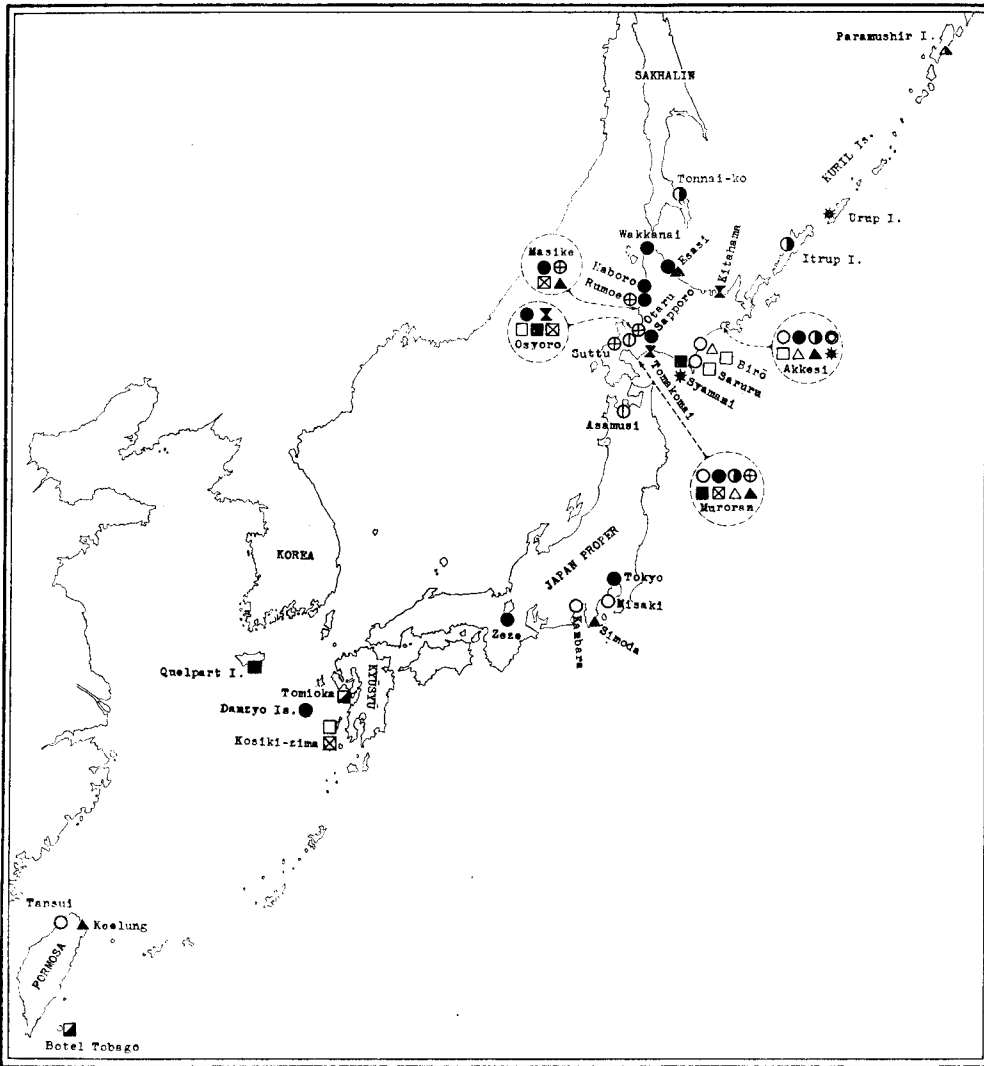 Paramushir I.
SAKHALIN
KURIL Is.
Tonnai-ko
Urup I.
Wakkanai
Esasi
Kitahama
Itrup I.
Masike
Haboro
Rumoe
Otaru
Sapporo
Osyoro
Suttu
Tomakomai
Birō
Saruru
Syamani
Akkesi
Asamusi
Muroran
KOREA
JAPAN PROPER
Tokyo
Misaki
Kambara
Simoda
Zeze
Quelpart I.
Tomioka
KYŪSYŪ
Danzyo Is.
Kosiki-zima
Tansui
Keelung
FORMOSA
Botel Tobago